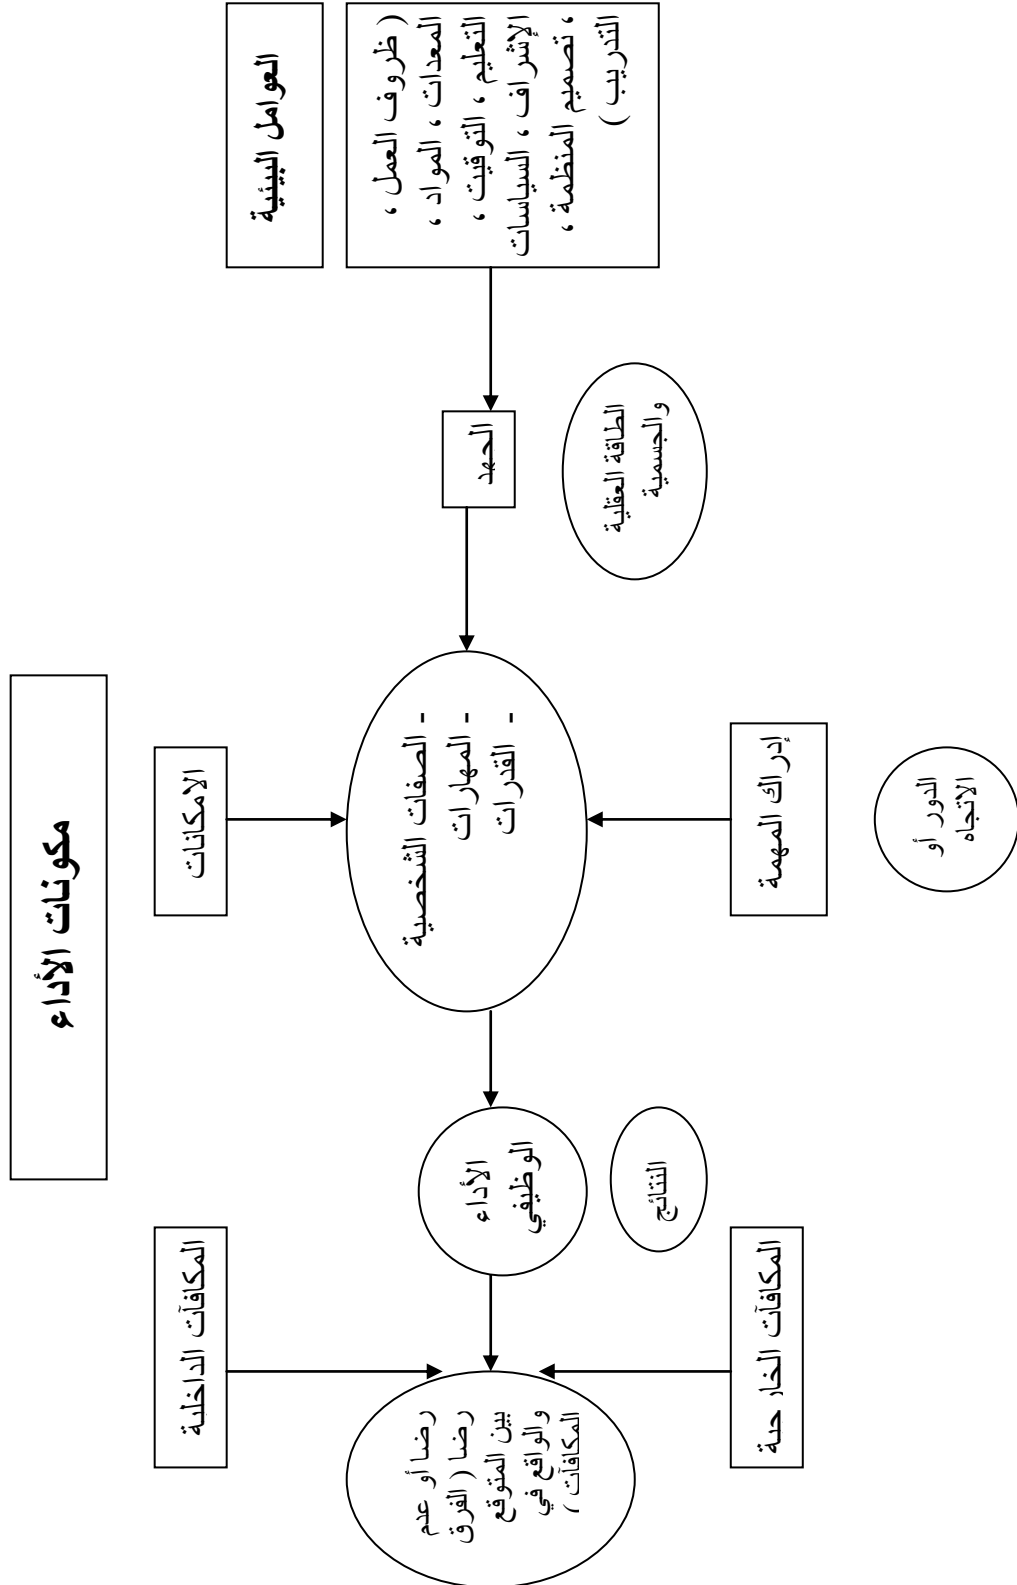 مكونات الأداء
العوامل البيئية
( ظروف العمل ،
المعدات ، المواد ،
التعليم ، التوقيت ،
الإشراف ، السياسات
، تصميم المنظمة ،
التدريب )
الجهد
الطاقة العقلية
والجسمية
الامكانات
- الصفات الشخصية
- المهارات
- القدرات
إدراك المهمة
الدور أو
الاتجاه
الأداء
الوظيفي
النتائج
المكافآت الداخلية
رضا أو عدم
رضا ( الفرق
بين المتوقع
والواقع في
المكافآت )
المكافآت الخارجية